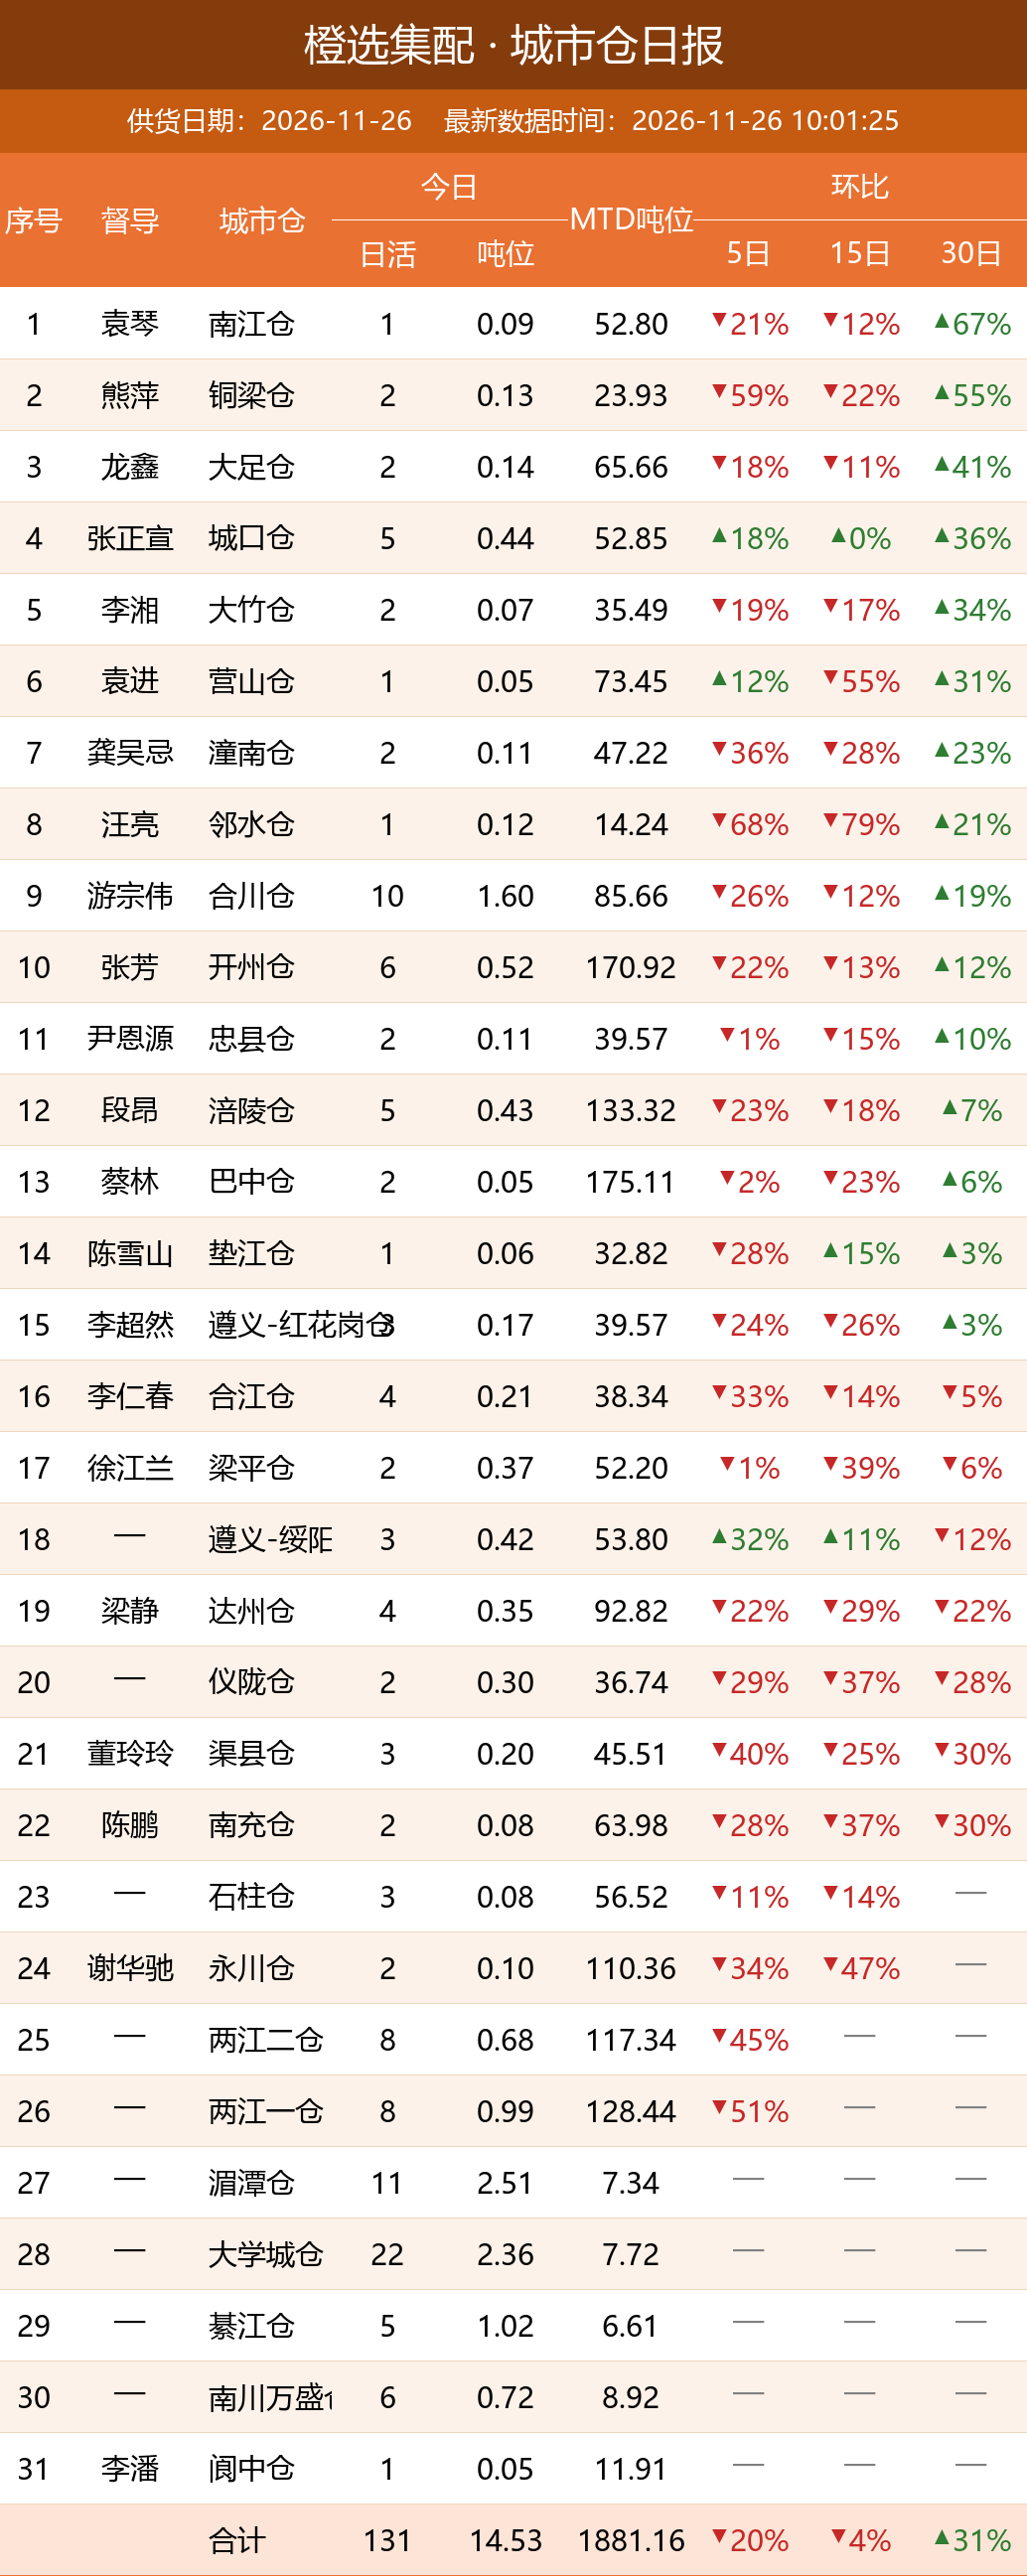 橙选集配 · 城市仓日报
供货日期：2026-11-26 最新数据时间：2026-11-26 10:01:25
序号 督导 城市仓 今日 MTD吨位 环比
日活 吨位 5日 15日 30日
1 袁琴 南江仓 1 0.09 52.80 ▼21% ▼12% ▲67%
2 熊萍 铜梁仓 2 0.13 23.93 ▼59% ▼22% ▲55%
3 龙鑫 大足仓 2 0.14 65.66 ▼18% ▼11% ▲41%
4 张正宣 城口仓 5 0.44 52.85 ▲18% ▲0% ▲36%
5 李湘 大竹仓 2 0.07 35.49 ▼19% ▼17% ▲34%
6 袁进 营山仓 1 0.05 73.45 ▲12% ▼55% ▲31%
7 龚吴忌 潼南仓 2 0.11 47.22 ▼36% ▼28% ▲23%
8 汪亮 邻水仓 1 0.12 14.24 ▼68% ▼79% ▲21%
9 游宗伟 合川仓 10 1.60 85.66 ▼26% ▼12% ▲19%
10 张芳 开州仓 6 0.52 170.92 ▼22% ▼13% ▲12%
11 尹恩源 忠县仓 2 0.11 39.57 ▼1% ▼15% ▲10%
12 段昂 涪陵仓 5 0.43 133.32 ▼23% ▼18% ▲7%
13 蔡林 巴中仓 2 0.05 175.11 ▼2% ▼23% ▲6%
14 陈雪山 垫江仓 1 0.06 32.82 ▼28% ▲15% ▲3%
15 李超然 遵义-红花岗仓 3 0.17 39.57 ▼24% ▼26% ▲3%
16 李仁春 合江仓 4 0.21 38.34 ▼33% ▼14% ▼5%
17 徐江兰 梁平仓 2 0.37 52.20 ▼1% ▼39% ▼6%
18 — 遵义-绥阳 3 0.42 53.80 ▲32% ▲11% ▼12%
19 梁静 达州仓 4 0.35 92.82 ▼22% ▼29% ▼22%
20 — 仪陇仓 2 0.30 36.74 ▼29% ▼37% ▼28%
21 董玲玲 渠县仓 3 0.20 45.51 ▼40% ▼25% ▼30%
22 陈鹏 南充仓 2 0.08 63.98 ▼28% ▼37% ▼30%
23 — 石柱仓 3 0.08 56.52 ▼11% ▼14% —
24 谢华驰 永川仓 2 0.10 110.36 ▼34% ▼47% —
25 — 两江二仓 8 0.68 117.34 ▼45% — —
26 — 两江一仓 8 0.99 128.44 ▼51% — —
27 — 湄潭仓 11 2.51 7.34 — — —
28 — 大学城仓 22 2.36 7.72 — — —
29 — 綦江仓 5 1.02 6.61 — — —
30 — 南川万盛 6 0.72 8.92 — — —
31 李潘 阆中仓 1 0.05 11.91 — — —
合计 131 14.53 1881.16 ▼20% ▼4% ▲31%